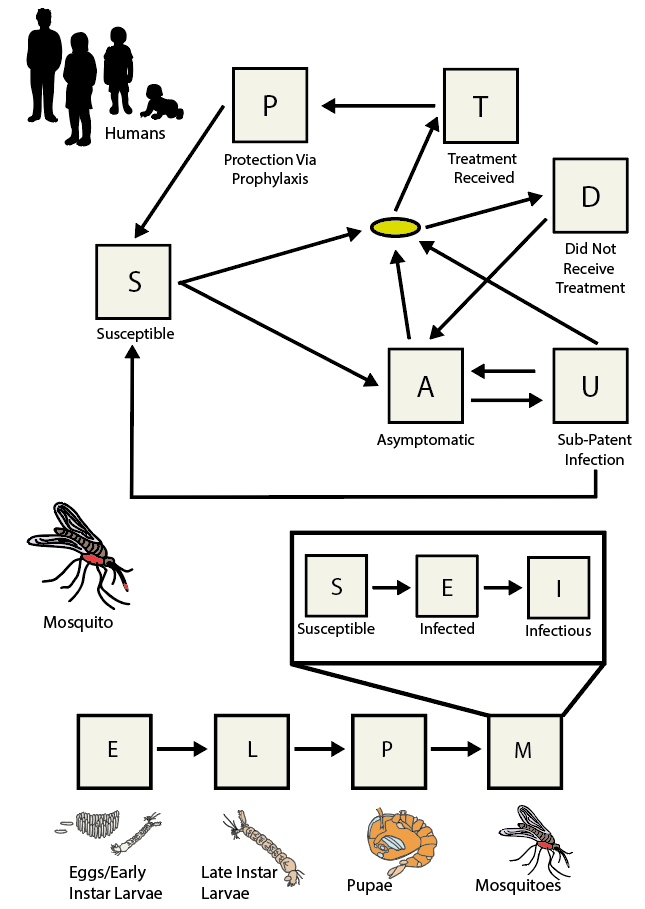 Humans
P
Protection Via
Prophylaxis
T
Treatment
Received
D
Did Not
Receive
Treatment
S
Susceptible
A
Asymptomatic
U
Sub-Patent
Infection
Mosquito
S
Susceptible
E
Infected
I
Infectious
E
L
P
M
Eggs/Early
Instar Larvae
Late Instar
Larvae
Pupae
Mosquitoes